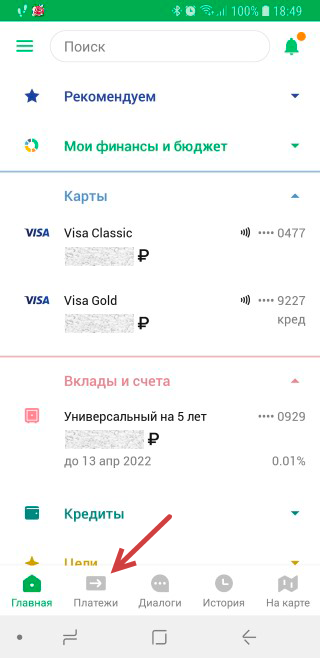 100% 18:49
Поиск
Рекомендуем
Мои финансы и бюджет
Карты
VISA Visa Classic •••• 0477
₽
VISA Visa Gold •••• 9227
₽ кред
Вклады и счета
Универсальный на 5 лет •••• 0929
₽
до 13 апр 2022 0.01%
Кредиты
Цели
Главная Платежи Диалоги История На карте